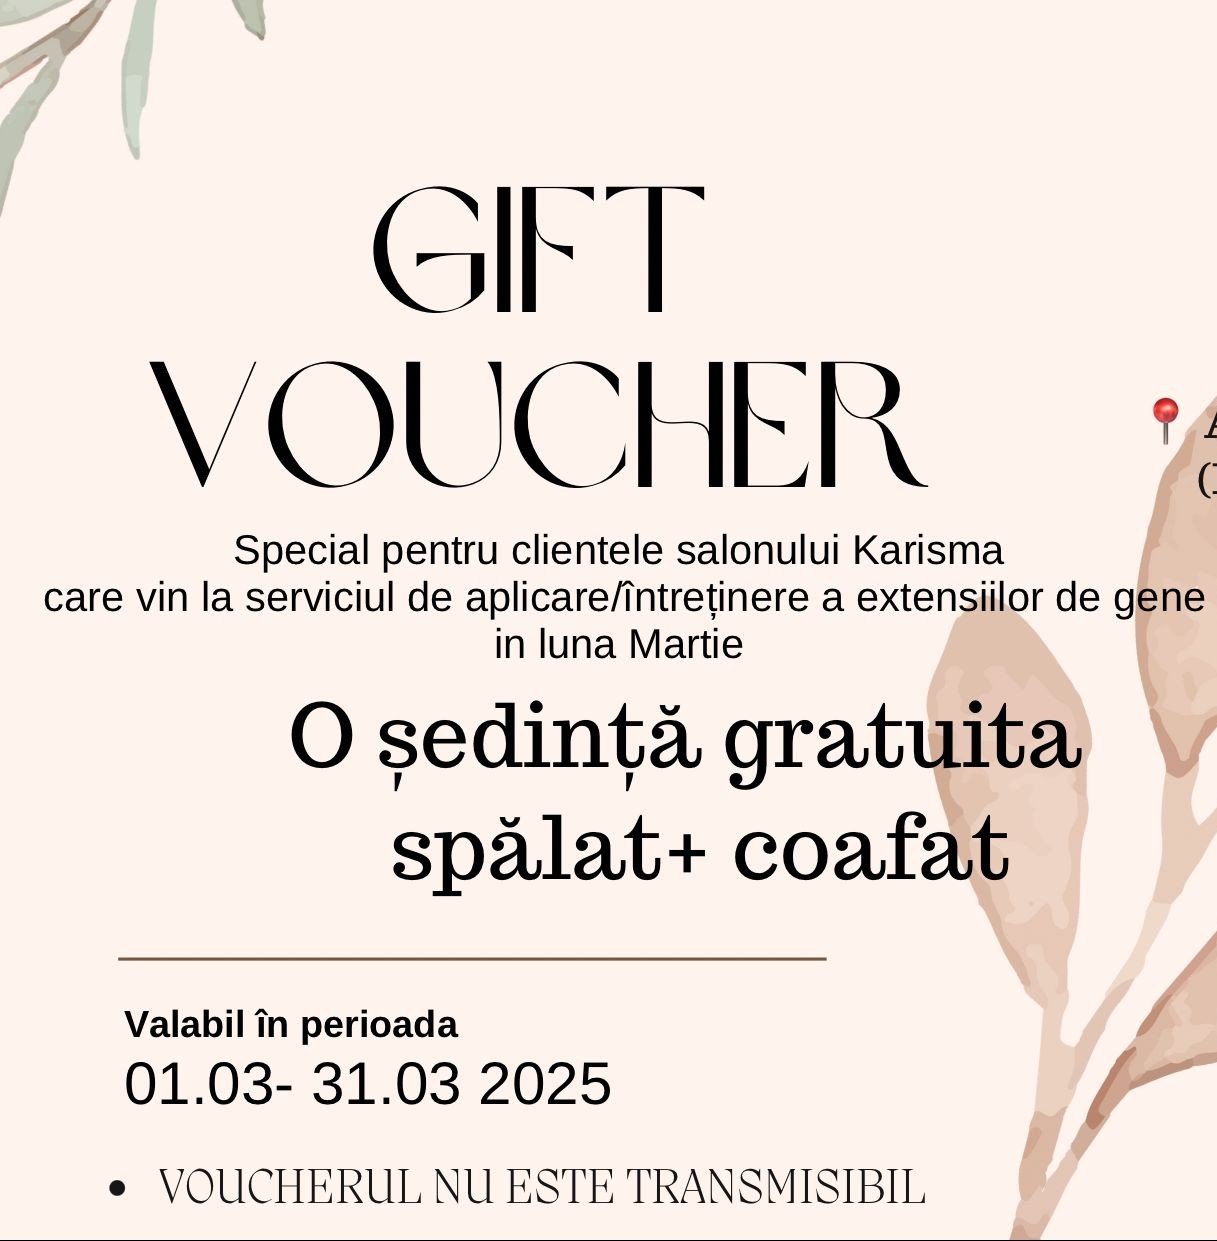 GIFT
VOUCHER
Special pentru clientele salonului Karisma
care vin la serviciul de aplicare/întreținere a extensiilor de gene
in luna Martie
O ședință gratuita
spălat+ coafat
Valabil în perioada
01.03- 31.03 2025
• VOUCHERUL NU ESTE TRANSMISIBIL